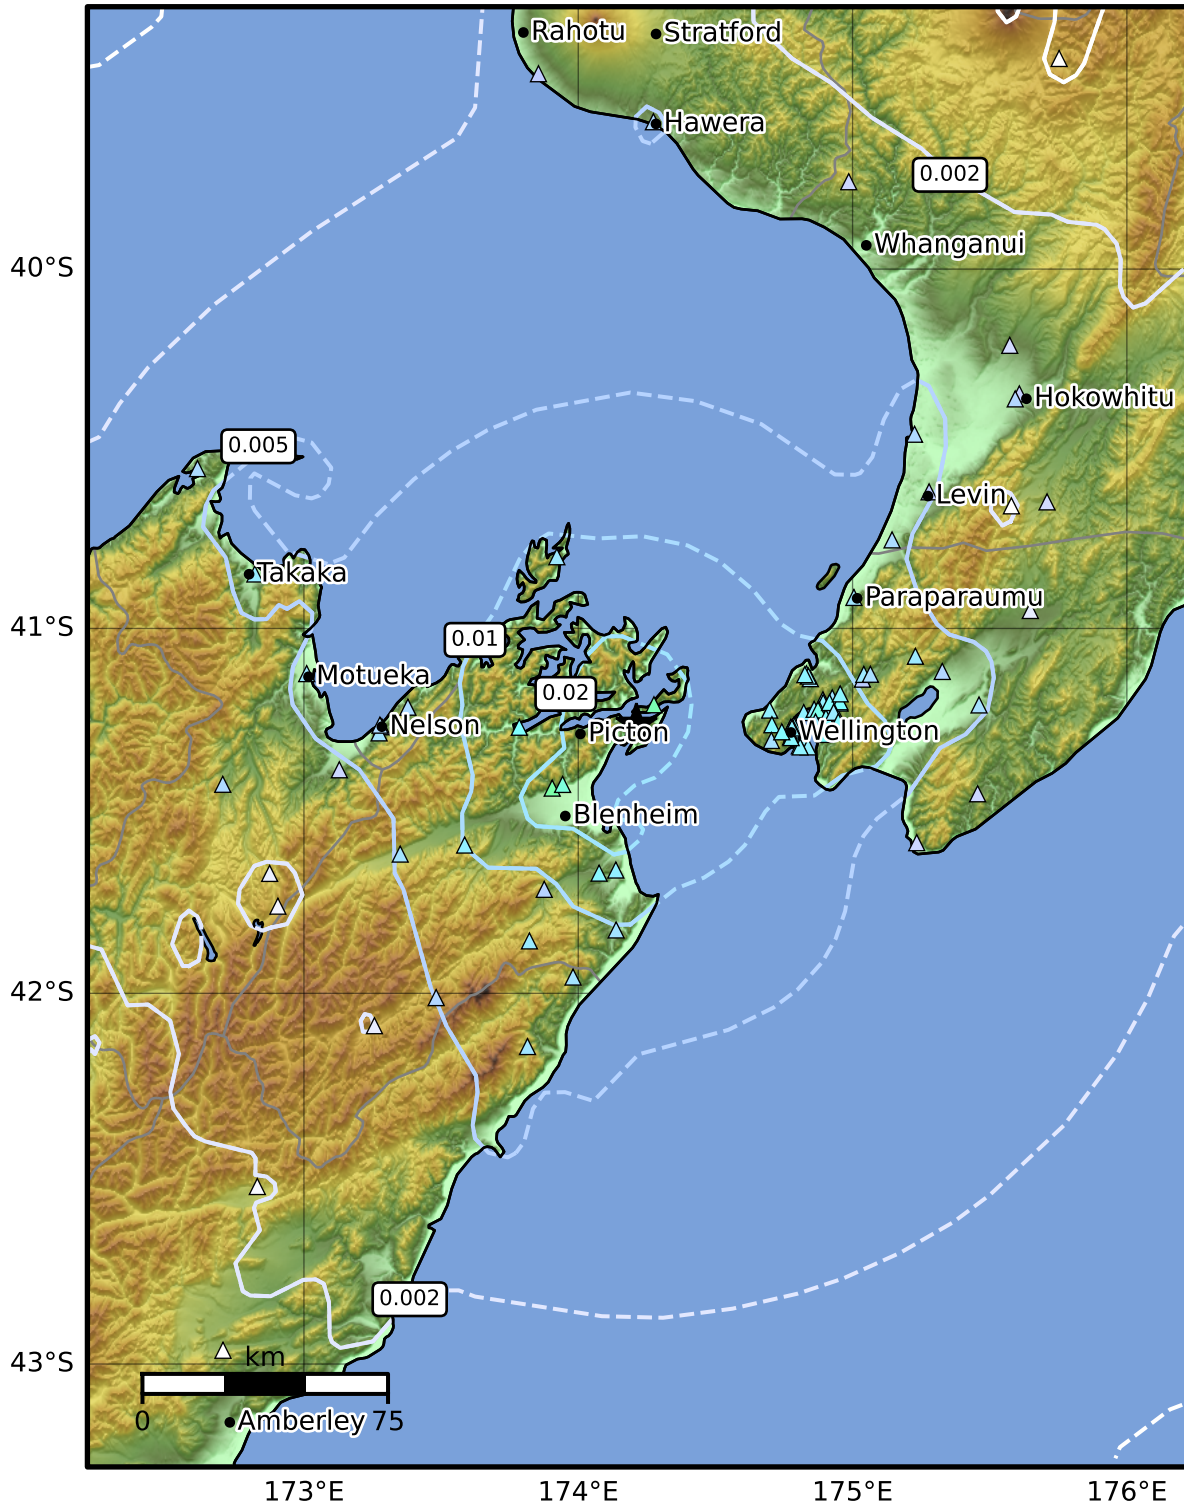 Rahotu
Stratford
Hawera
0.002
Whanganui
40°S
Hokowhitu
0.005
Levin
Takaka
Paraparaumu
41°S
0.01
Motueka
0.02
Nelson
Picton
Wellington
Blenheim
42°S
0.002
43°S
km
0
75
Amberley
173°E
174°E
175°E
176°E